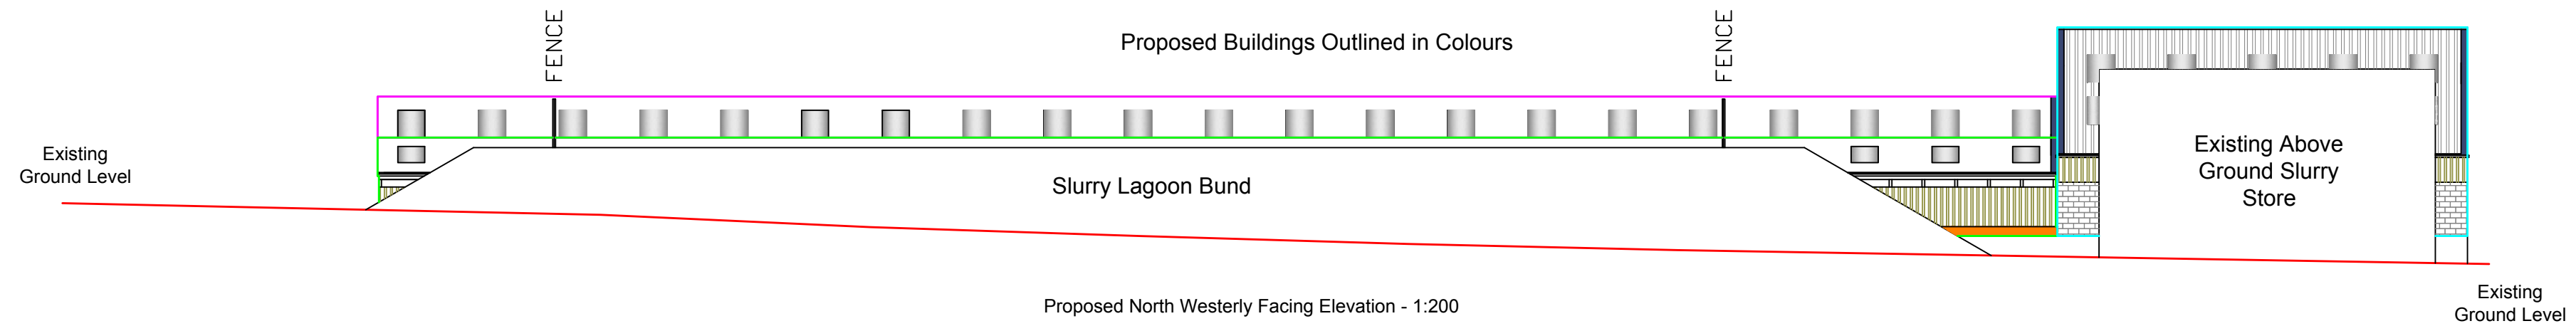 FENCE
Proposed Buildings Outlined in Colours
FENCE
Existing
Ground Level
Slurry Lagoon Bund
Existing Above
Ground Slurry
Store
Proposed North Westerly Facing Elevation - 1:200
Existing
Ground Level